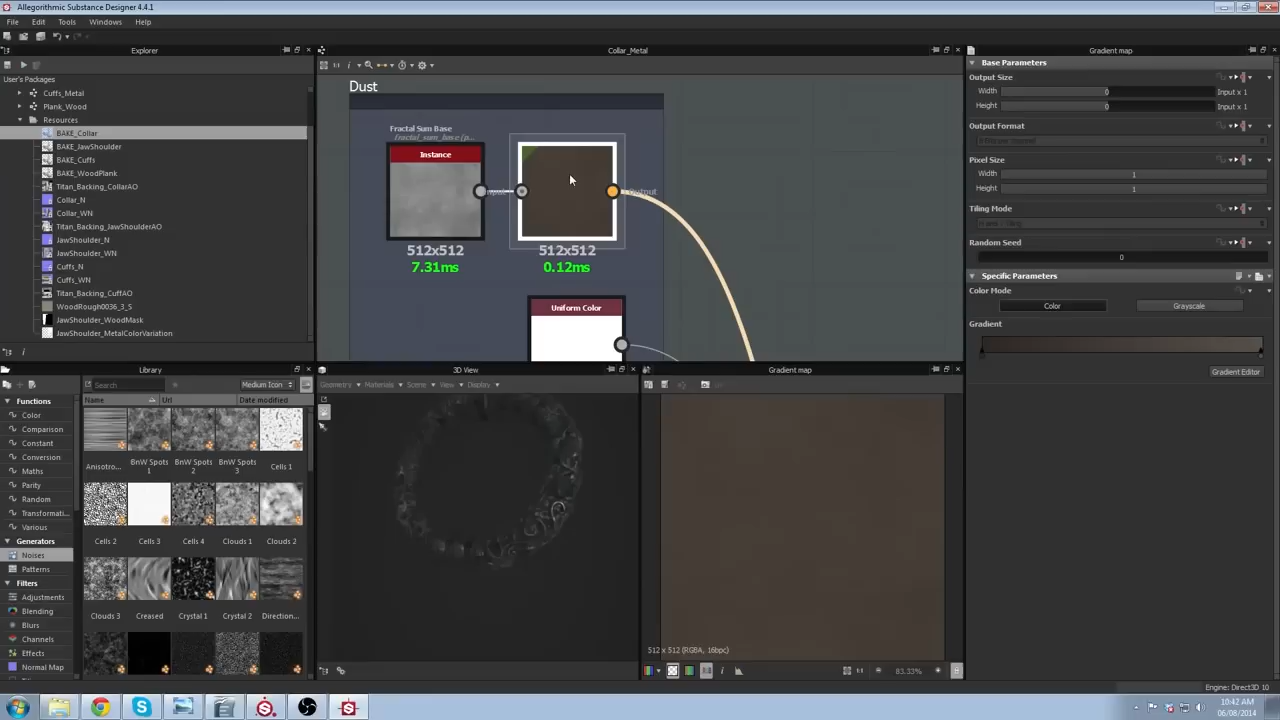 Allegorithmic Substance Designer 4.4.1
File Edit Tools Windows Help
Explorer
User's Packages
Cuffs_Metal
Plank_Wood
Resources
BAKE_Collar
BAKE_JawShoulder
BAKE_Cuffs
BAKE_WoodPlank
Titan_Backing_CollarAO
Collar_N
Collar_WN
Titan_Backing_JawShoulderAO
JawShoulder_N
JawShoulder_WN
Cuffs_N
Cuffs_WN
Titan_Backing_CuffAO
WoodRough0036_3_S
JawShoulder_WoodMask
JawShoulder_MetalColorVariation
Library
Search
Medium Icon
Functions
Color
Comparison
Constant
Conversion
Maths
Parity
Random
Transformati...
Various
Generators
Noises
Patterns
Filters
Adjustments
Blending
Blurs
Channels
Effects
Normal Map
Name Url Date modified
Anisotro... BnW Spots 1 BnW Spots 2 BnW Spots 3 Cells 1
Cells 2 Cells 3 Cells 4 Clouds 1 Clouds 2
Clouds 3 Creased Crystal 1 Crystal 2 Direction...
Collar_Metal
Dust
Fractal Sum Base
Instance
Output
512x512
7.31ms
512x512
0.12ms
Uniform Color
3D View
Geometry Materials Scene View Display
Gradient map
512 x 512 (RGBA, 16bpc)
83.33%
Gradient map
Base Parameters
Output Size
Width 0 Input x 1
Height 0 Input x 1
Output Format
Pixel Size
Width 1
Height 1
Tiling Mode
Random Seed
0
Specific Parameters
Color Mode
Color Grayscale
Gradient
Gradient Editor
Engine: Direct3D 10
10:42 AM
06/08/2014